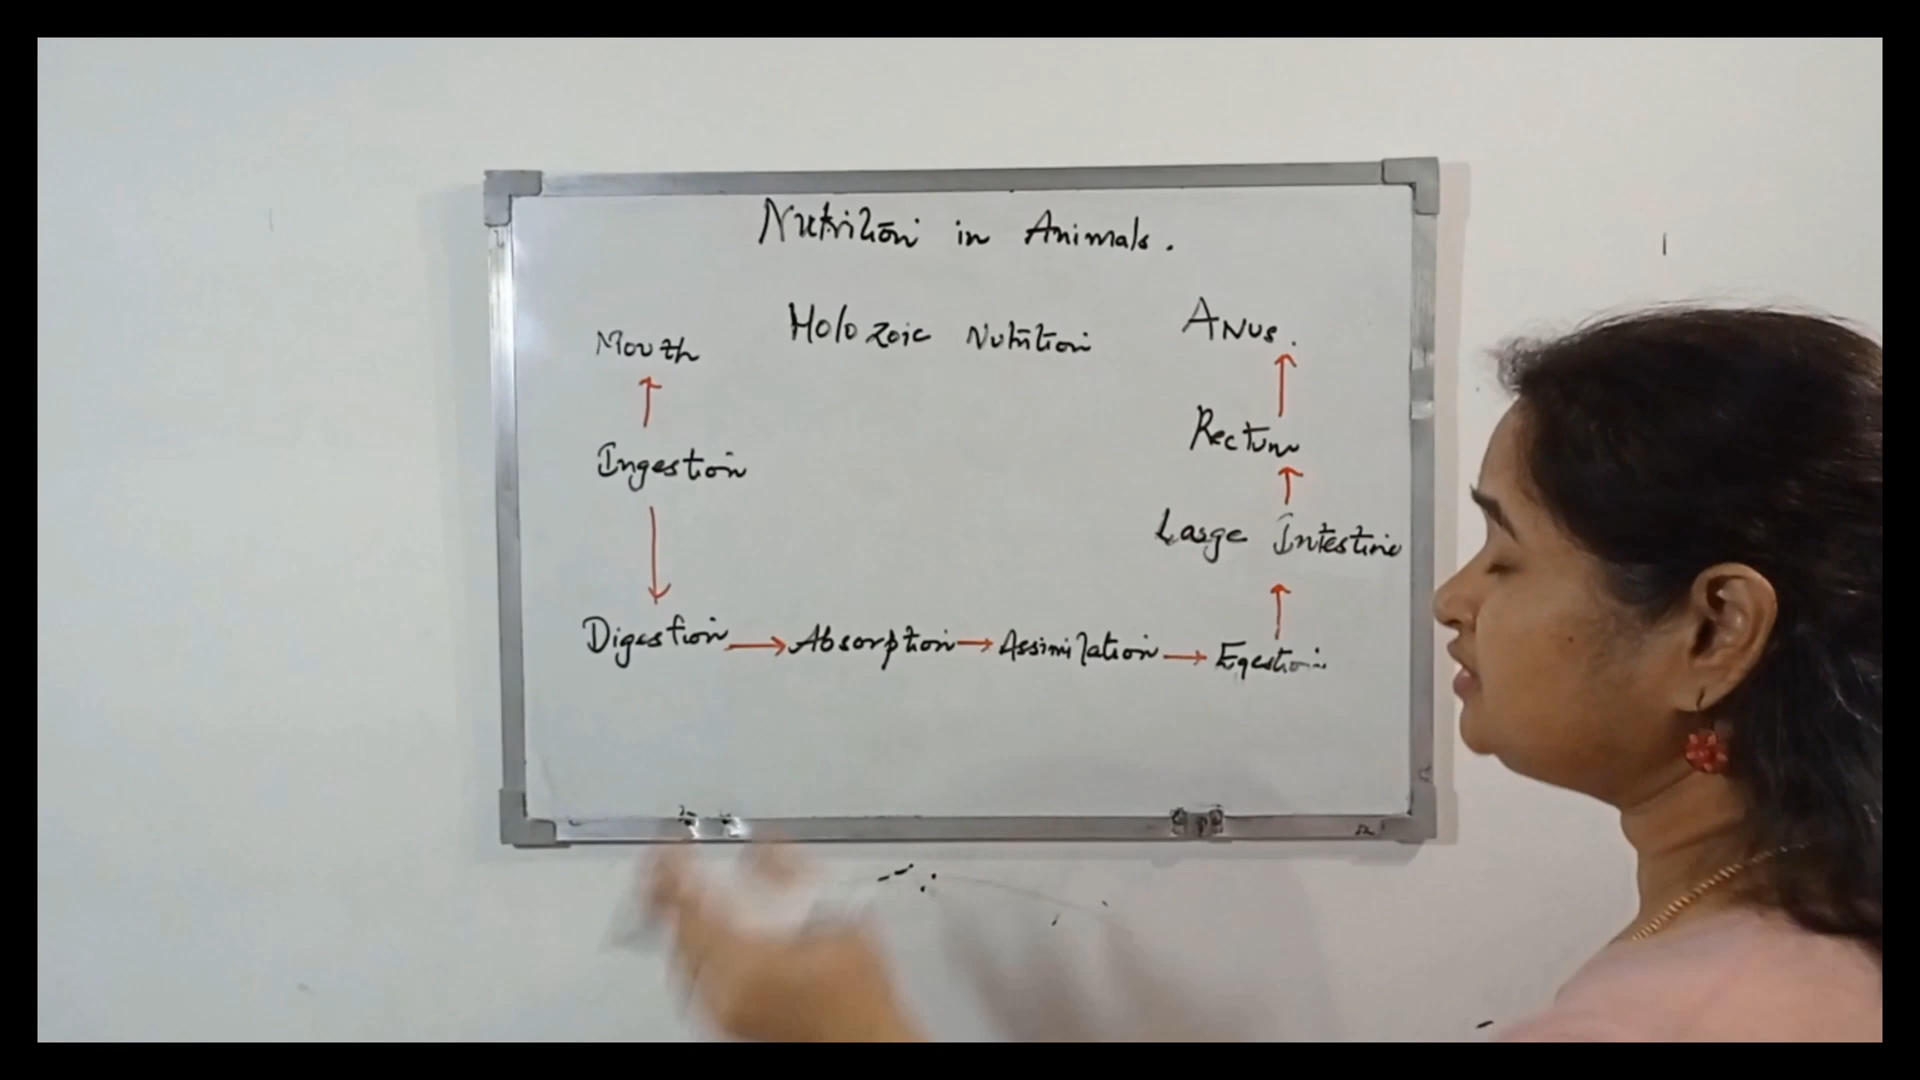 Nutrition in Animals.
Holozoic Nutrition
Mouth
Anus.
Ingestion
Rectum
Large Intestine
Digestion → Absorption → Assimilation → Egestion